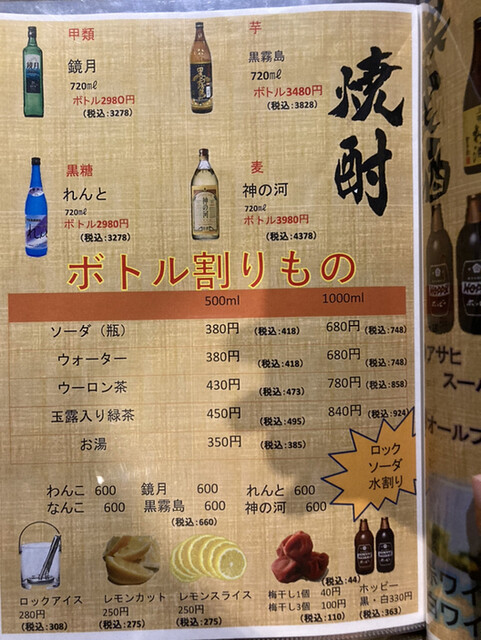 焼酎
甲類
鏡月
720㎖
ボトル2980円
(税込:3278)
芋
黒霧島
720㎖
ボトル3480円
(税込:3828)
黒糖
れんと
720㎖
ボトル2980円
(税込:3278)
麦
神の河
720㎖
ボトル3980円
(税込:4378)
ボトル割りもの
500ml 1000ml
ソーダ（瓶） 380円 (税込:418) 680円 (税込:748)
ウォーター 380円 (税込:418) 680円 (税込:748)
ウーロン茶 430円 (税込:473) 780円 (税込:858)
玉露入り緑茶 450円 (税込:495) 840円 (税込:924)
お湯 350円 (税込:385)
ロック
ソーダ
水割り
わんこ 600 鏡月 600 れんと 600
なんこ 600 黒霧島 600 神の河 600
(税込:660)
ロックアイス
280円
(税込:308)
レモンカット
250円
(税込:275)
レモンスライス
250円
(税込:275)
(税込:44)
梅干し1個 40円
梅干し3個 100円
(税込:110)
ホッピー
黒・白330円
(税込:363)
HOPPY
HOPPY
アサヒ
スー
オールフ